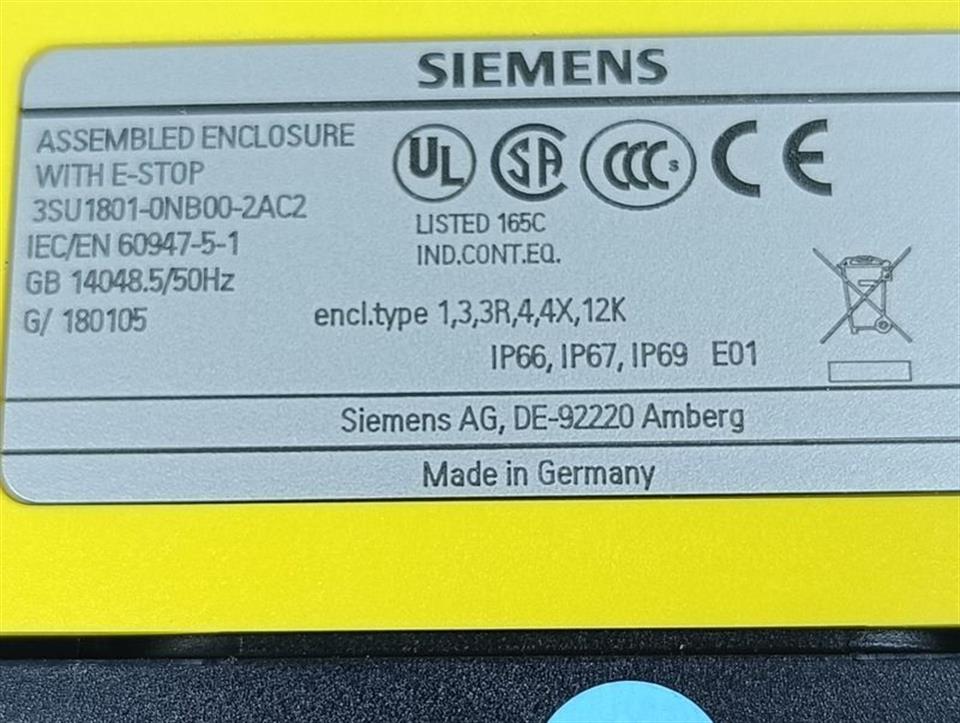 SIEMENS
ASSEMBLED ENCLOSURE
WITH E-STOP
3SU1801-0NB00-2AC2
IEC/EN 60947-5-1
GB 14048.5/50Hz
G/ 180105
UL SA CCC S CE
LISTED 165C
IND.CONT.EQ.
encl.type 1,3,3R,4,4X,12K
IP66, IP67, IP69 E01
Siemens AG, DE-92220 Amberg
Made in Germany